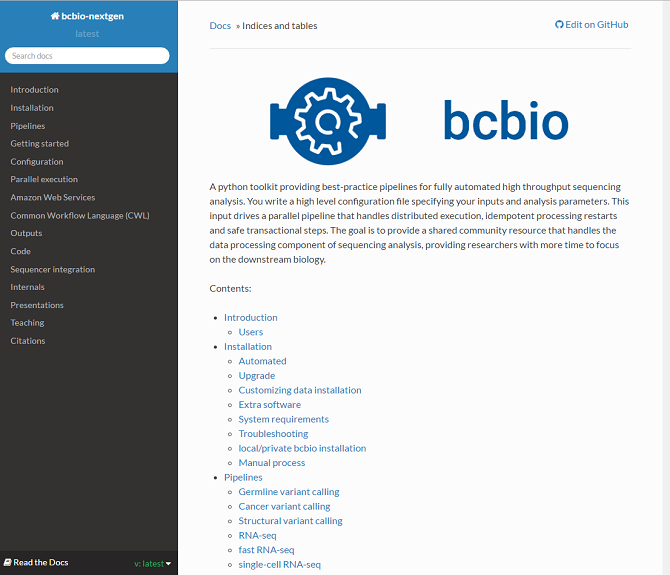 bcbio-nextgen
latest
Search docs
Introduction
Installation
Pipelines
Getting started
Configuration
Parallel execution
Amazon Web Services
Common Workflow Language (CWL)
Outputs
Code
Sequencer integration
Internals
Presentations
Teaching
Citations
Read the Docs
v: latest
Docs » Indices and tables
Edit on GitHub
bcbio
A python toolkit providing best-practice pipelines for fully automated high throughput sequencing
analysis. You write a high level configuration file specifying your inputs and analysis parameters. This
input drives a parallel pipeline that handles distributed execution, idempotent processing restarts
and safe transactional steps. The goal is to provide a shared community resource that handles the
data processing component of sequencing analysis, providing researchers with more time to focus
on the downstream biology.
Contents:
• Introduction
◦ Users
• Installation
◦ Automated
◦ Upgrade
◦ Customizing data installation
◦ Extra software
◦ System requirements
◦ Troubleshooting
◦ local/private bcbio installation
◦ Manual process
• Pipelines
◦ Germline variant calling
◦ Cancer variant calling
◦ Structural variant calling
◦ RNA-seq
◦ fast RNA-seq
◦ single-cell RNA-seq